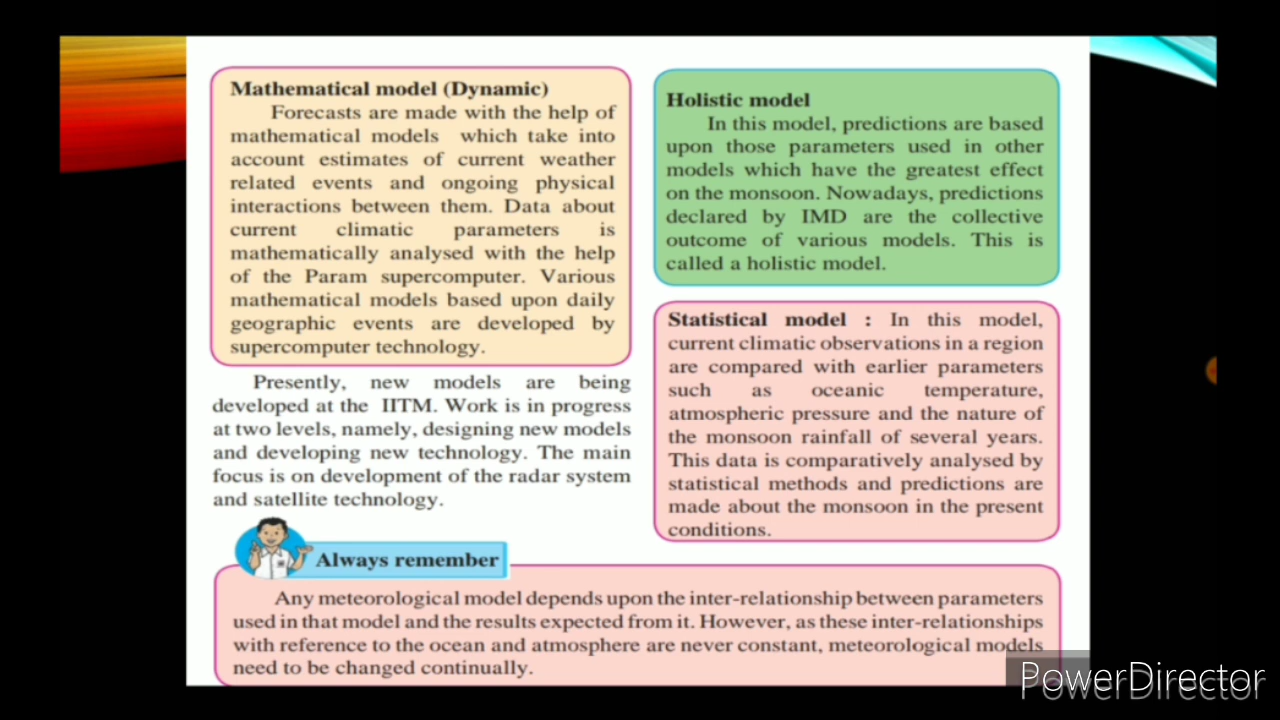 Mathematical model (Dynamic)
Forecasts are made with the help of
mathematical models which take into
account estimates of current weather
related events and ongoing physical
interactions between them. Data about
current climatic parameters is
mathematically analysed with the help
of the Param supercomputer. Various
mathematical models based upon daily
geographic events are developed by
supercomputer technology.
Presently, new models are being
developed at the IITM. Work is in progress
at two levels, namely, designing new models
and developing new technology. The main
focus is on development of the radar system
and satellite technology.
Holistic model
In this model, predictions are based
upon those parameters used in other
models which have the greatest effect
on the monsoon. Nowadays, predictions
declared by IMD are the collective
outcome of various models. This is
called a holistic model.
Statistical model : In this model,
current climatic observations in a region
are compared with earlier parameters
such as oceanic temperature,
atmospheric pressure and the nature of
the monsoon rainfall of several years.
This data is comparatively analysed by
statistical methods and predictions are
made about the monsoon in the present
conditions.
Always remember
Any meteorological model depends upon the inter-relationship between parameters
used in that model and the results expected from it. However, as these inter-relationships
with reference to the ocean and atmosphere are never constant, meteorological models
need to be changed continually.
PowerDirector